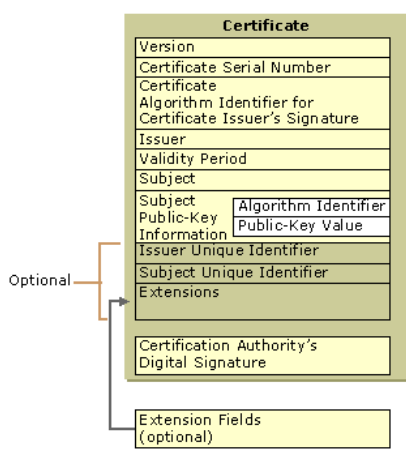 Certificate
Version
Certificate Serial Number
Certificate
Algorithm Identifier for
Certificate Issuer's Signature
Issuer
Validity Period
Subject
Subject
Public-Key
Information
Algorithm Identifier
Public-Key Value
Issuer Unique Identifier
Subject Unique Identifier
Extensions
Optional
Certification Authority's
Digital Signature
Extension Fields
(optional)